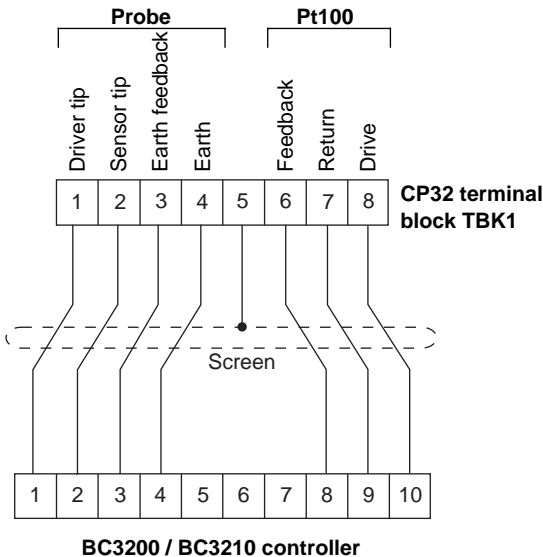 Probe Pt100
Driver tip
Sensor tip
Earth feedback
Earth
Feedback
Return
Drive
1 2 3 4 5 6 7 8
CP32 terminal
block TBK1
Screen
1 2 3 4 5 6 7 8 9 10
BC3200 / BC3210 controller